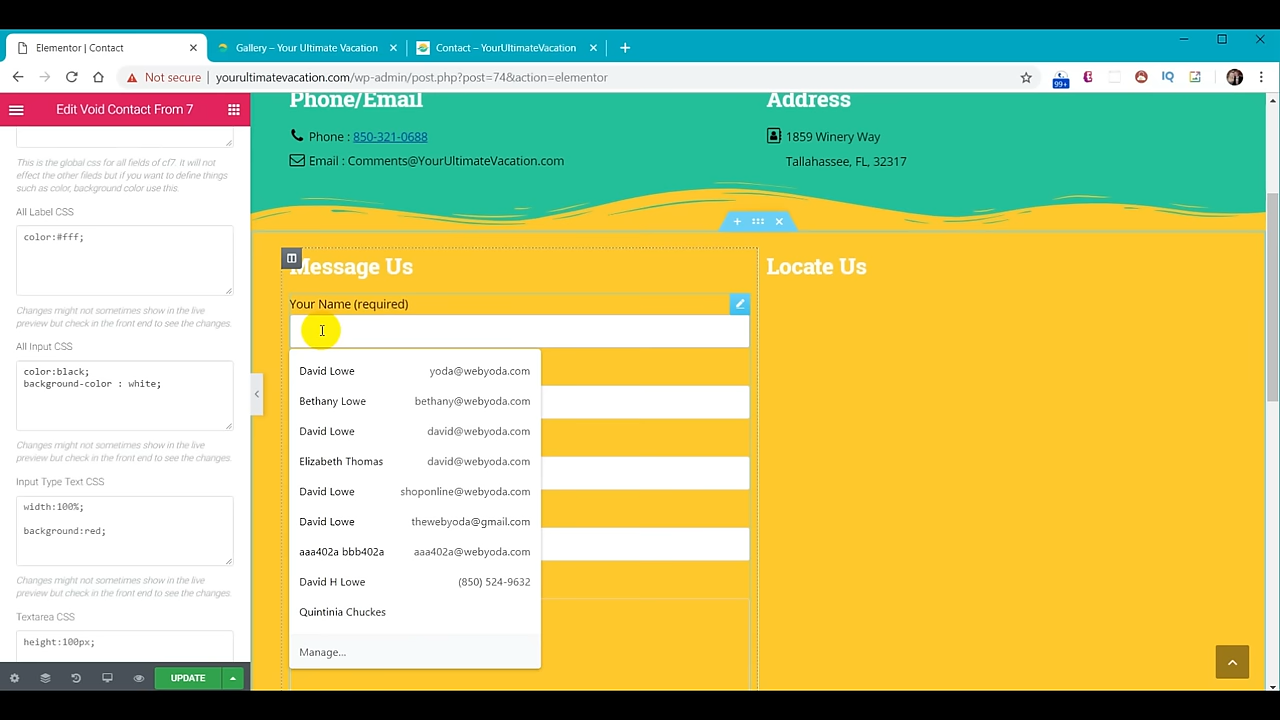 Elementor | Contact
Gallery – Your Ultimate Vacation
Contact – YourUltimateVacation
Not secure
yourultimatevacation.com/wp-admin/post.php?post=74&action=elementor
99+
IQ
Edit Void Contact From 7
This is the global css for all fields of cf7. It will not
effect the other fileds but if you want to define things
such as color, background color use this.
All Label CSS
color:#fff;
Changes might not sometimes show in the live
preview but check in the front end to see the changes.
All Input CSS
color:black;
background-color : white;
Changes might not sometimes show in the live
preview but check in the front end to see the changes.
Input Type Text CSS
width:100%;
background:red;
Changes might not sometimes show in the live
preview but check in the front end to see the changes.
Textarea CSS
height:100px;
UPDATE
Phone/Email
Phone : 850-321-0688
Email : Comments@YourUltimateVacation.com
Address
1859 Winery Way
Tallahassee, FL, 32317
Message Us
Your Name (required)
David Lowe yoda@webyoda.com
Bethany Lowe bethany@webyoda.com
David Lowe david@webyoda.com
Elizabeth Thomas david@webyoda.com
David Lowe shoponline@webyoda.com
David Lowe thewebyoda@gmail.com
aaa402a bbb402a aaa402a@webyoda.com
David H Lowe (850) 524-9632
Quintinia Chuckes
Manage...
Locate Us